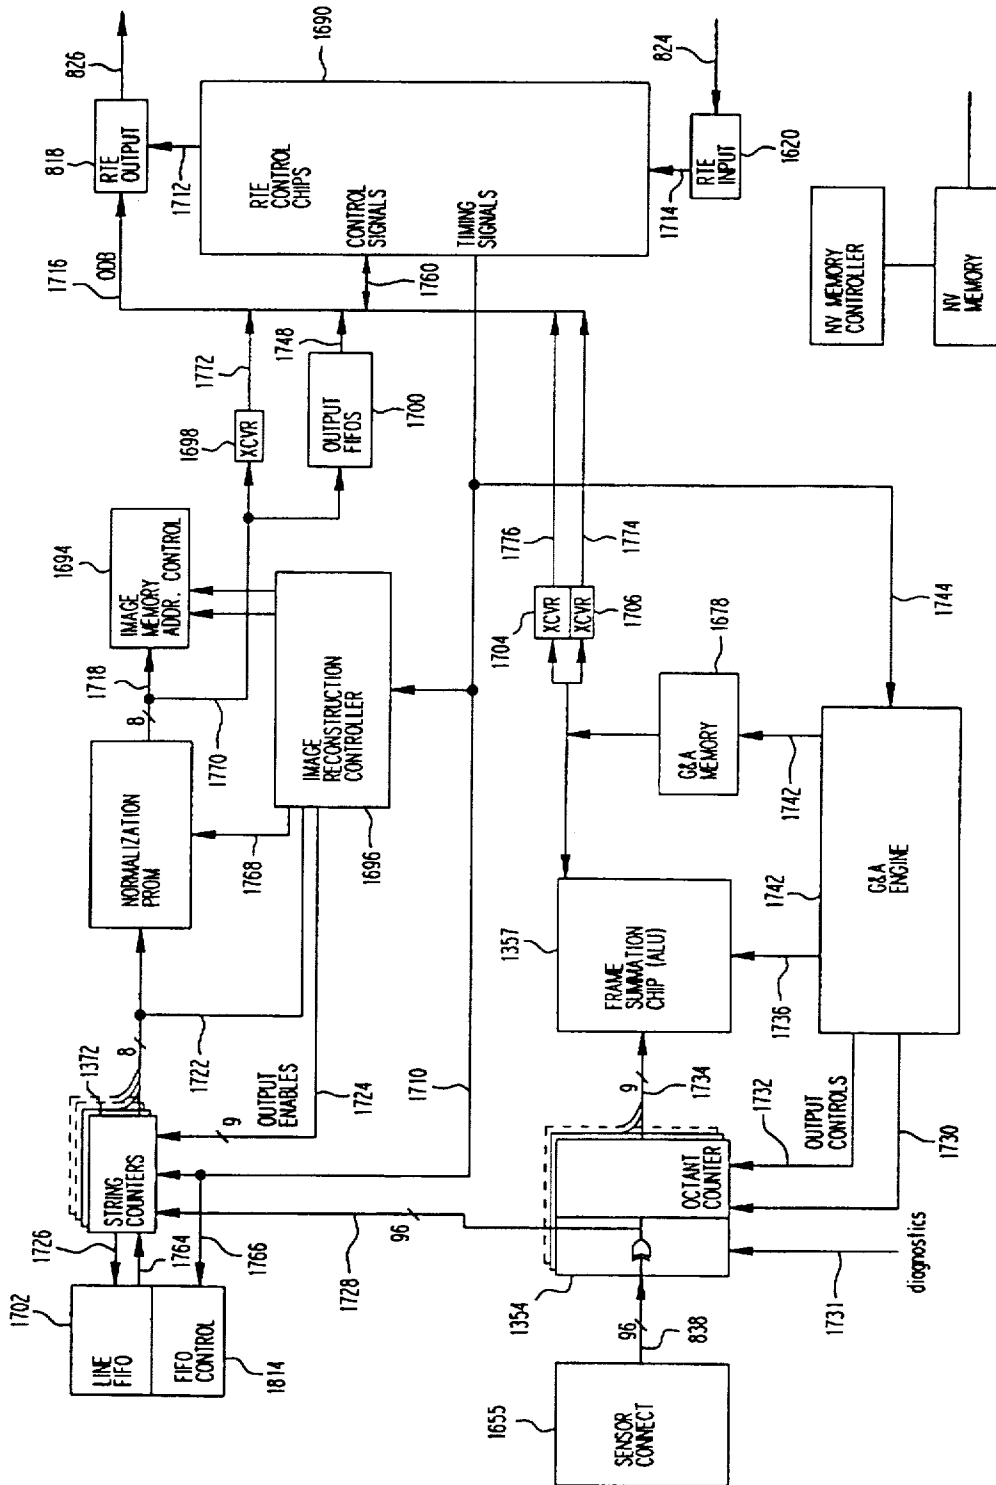 1702
LINE
FIFO
FIFO
CONTROL
1814
1726
1764
1766
STRING
COUNTERS
1372
8
1722
9
OUTPUT
ENABLES
1724
1728
96
1710
NORMALIZATION
PROM
1768
8
1718
1770
IMAGE
MEMORY
ADDR. CONTROL
1694
IMAGE
RECONSTRUCTION
CONTROLLER
1696
1698
XCVR
1772
OUTPUT
FIFOS
1700
1748
1716
ODB
818
RTE
OUTPUT
826
1712
RTE
CONTROL
CHIPS
1690
CONTROL
SIGNALS
1760
TIMING
SIGNALS
1714
RTE
INPUT
1620
824
1655
SENSOR
CONNECT
96
838
1354
OCTANT
COUNTER
1731
diagnostics
9
1734
1732
OUTPUT
CONTROLS
1730
1357
FRAME
SUMMATION
CHIP (ALU)
1736
1742
G&A
ENGINE
1742
G&A
MEMORY
1678
1704
XCVR
XCVR
1706
1776
1774
1744
NV MEMORY
CONTROLLER
NV
MEMORY